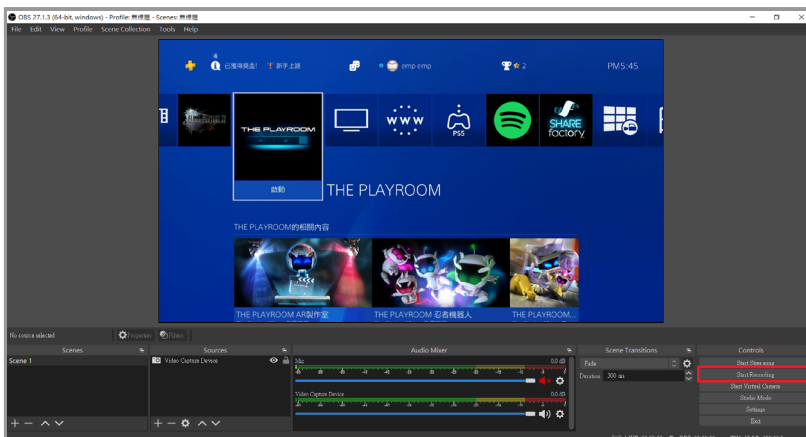 OBS 27.1.3 (64-bit, windows) - Profile: 無標題 - Scenes: 無標題
File Edit View Profile Scene Collection Tools Help
已獲得獎盃! 新手上路
emp emp
2
PM5:45
THE PLAYROOM
www
PS5
SHARE
factory
啟動
THE PLAYROOM
THE PLAYROOM的相關內容
THE PLAYROOM AR製作室
THE PLAYROOM 忍者機器人
THE PLAYROOM...
No source selected
Properties
Filters
Scenes
Sources
Audio Mixer
Scene Transitions
Controls
Scene 1
Video Capture Device
Mic
0.0 dB
Video Capture Device
0.0 dB
Fade
Duration 300 ms
Start Streaming
Start Recording
Start Virtual Camera
Studio Mode
Settings
Exit